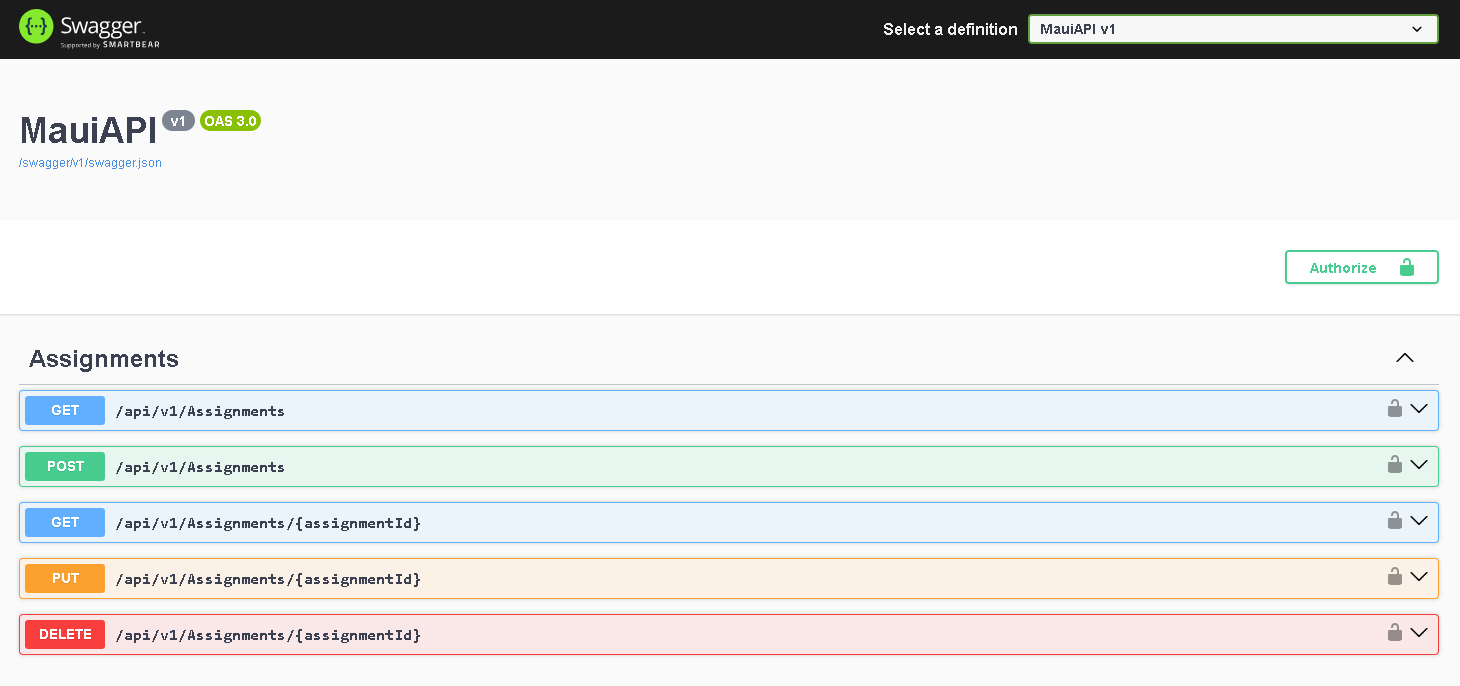 {···} Swagger.
Supported by SMARTBEAR
Select a definition
MauiAPI v1
MauiAPI v1 OAS 3.0
/swagger/v1/swagger.json
Authorize
Assignments
GET /api/v1/Assignments
POST /api/v1/Assignments
GET /api/v1/Assignments/{assignmentId}
PUT /api/v1/Assignments/{assignmentId}
DELETE /api/v1/Assignments/{assignmentId}